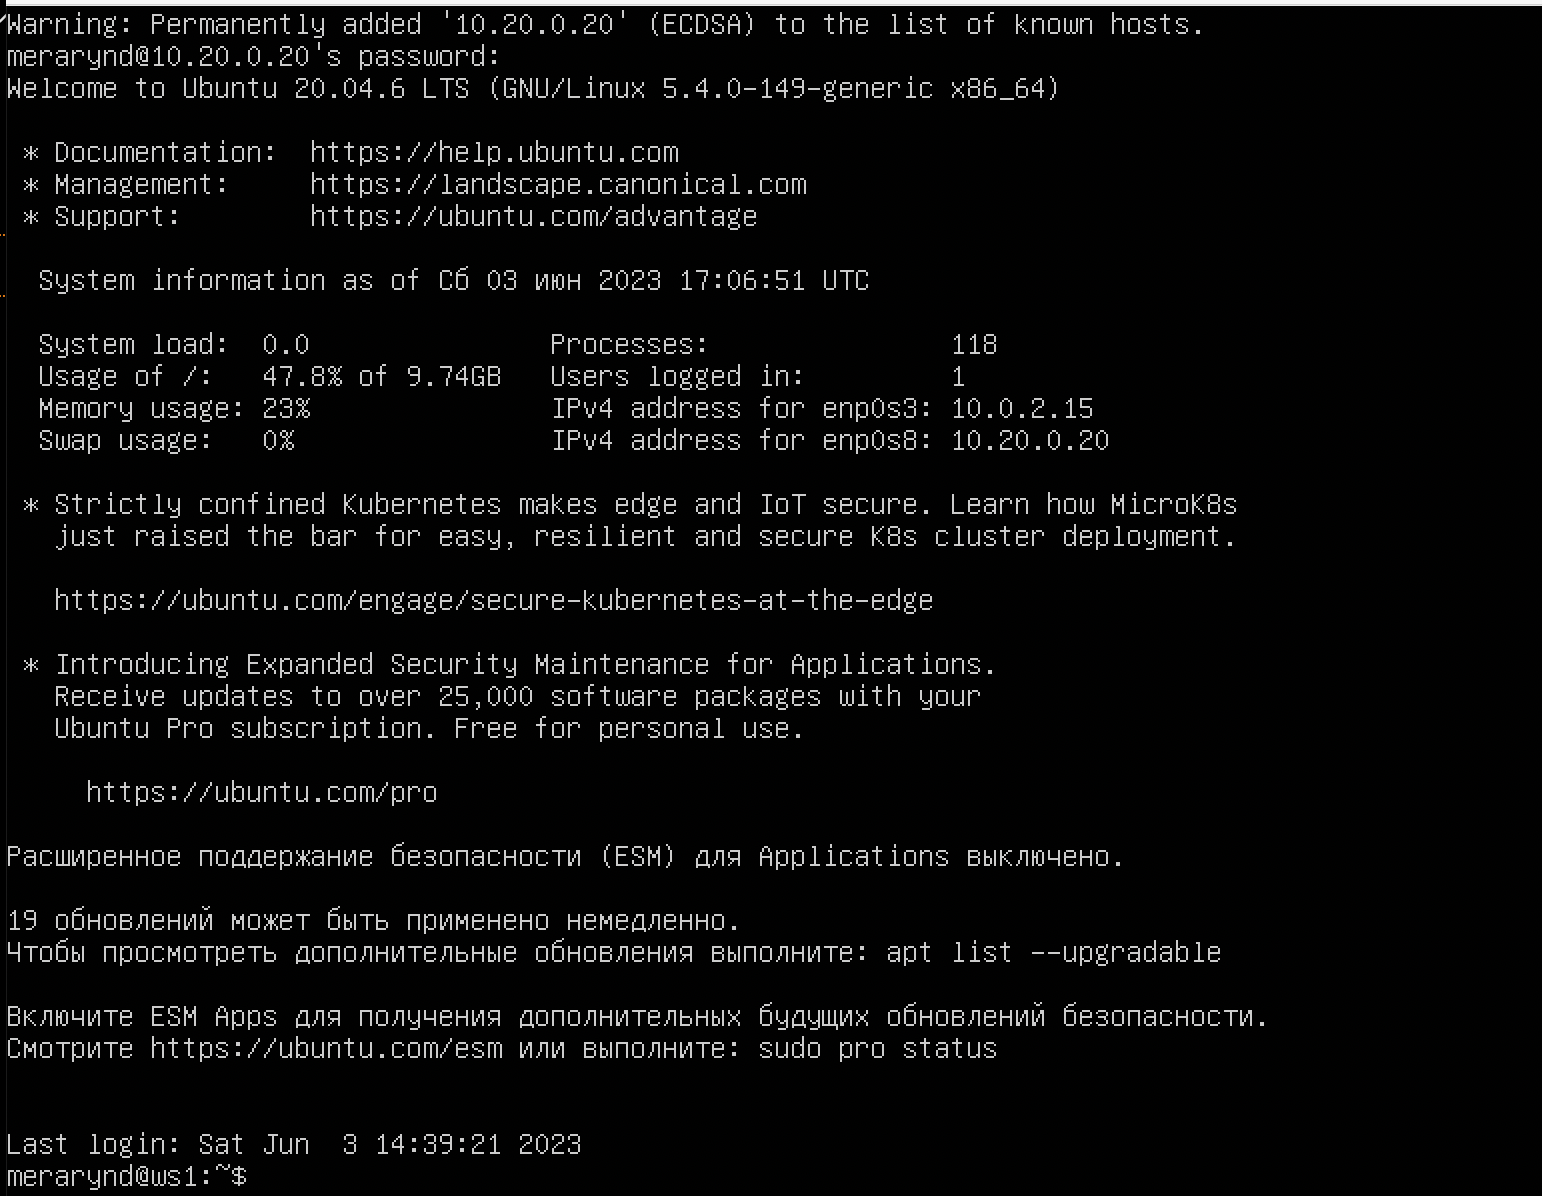 Warning: Permanently added '10.20.0.20' (ECDSA) to the list of known hosts.
merarynd@10.20.0.20's password:
Welcome to Ubuntu 20.04.6 LTS (GNU/Linux 5.4.0-149-generic x86_64)
* Documentation:  https://help.ubuntu.com
* Management:     https://landscape.canonical.com
* Support:        https://ubuntu.com/advantage
System information as of Сб 03 июн 2023 17:06:51 UTC
System load:  0.0               Processes:               118
Usage of /:   47.8% of 9.74GB   Users logged in:         1
Memory usage: 23%               IPv4 address for enp0s3: 10.0.2.15
Swap usage:   0%                IPv4 address for enp0s8: 10.20.0.20
* Strictly confined Kubernetes makes edge and IoT secure. Learn how MicroK8s
just raised the bar for easy, resilient and secure K8s cluster deployment.
https://ubuntu.com/engage/secure-kubernetes-at-the-edge
* Introducing Expanded Security Maintenance for Applications.
Receive updates to over 25,000 software packages with your
Ubuntu Pro subscription. Free for personal use.
https://ubuntu.com/pro
Расширенное поддержание безопасности (ESM) для Applications выключено.
19 обновлений может быть применено немедленно.
Чтобы просмотреть дополнительные обновления выполните: apt list --upgradable
Включите ESM Apps для получения дополнительных будущих обновлений безопасности.
Смотрите https://ubuntu.com/esm или выполните: sudo pro status
Last login: Sat Jun  3 14:39:21 2023
merarynd@ws1:~$